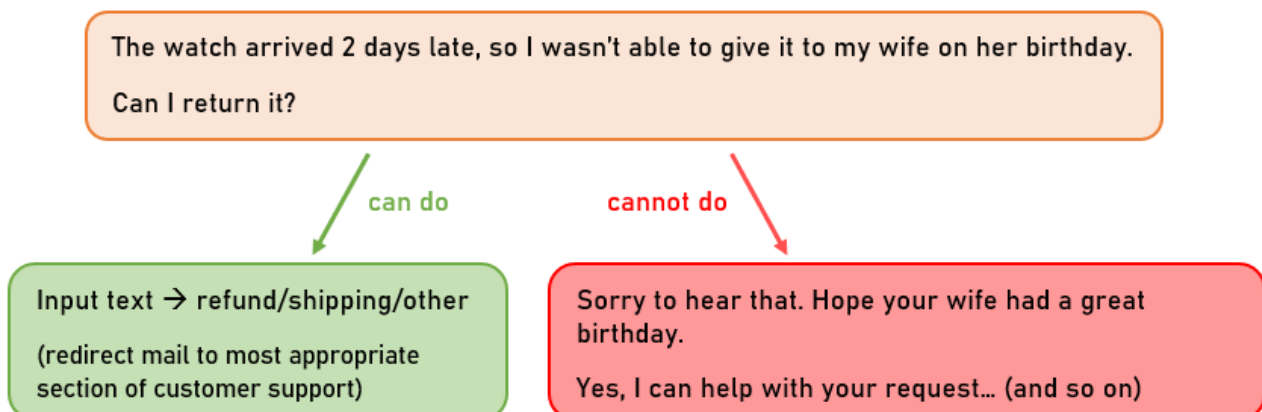 The watch arrived 2 days late, so I wasn't able to give it to my wife on her birthday.
Can I return it?
can do
cannot do
Input text → refund/shipping/other
(redirect mail to most appropriate
section of customer support)
Sorry to hear that. Hope your wife had a great
birthday.
Yes, I can help with your request... (and so on)